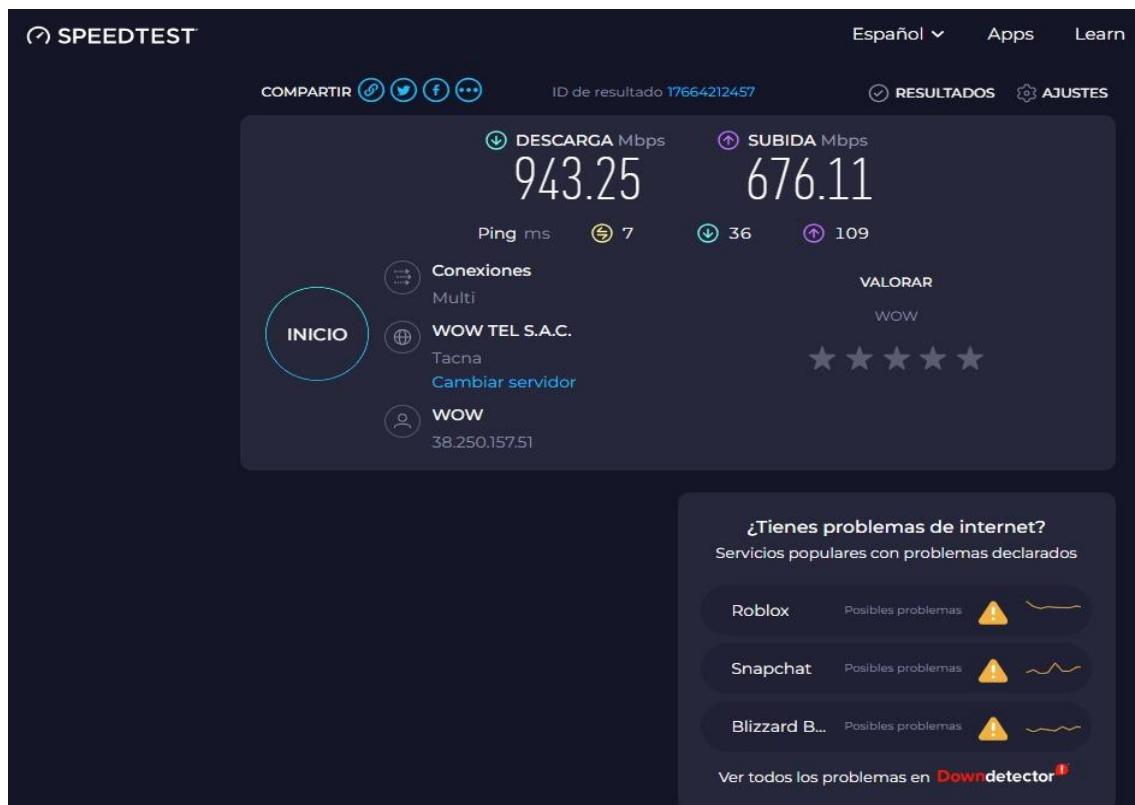 SPEEDTEST
Español Apps Learn
COMPARTIR ID de resultado 17664212457 RESULTADOS AJUSTES
DESCARGA Mbps SUBIDA Mbps
943.25 676.11
Ping ms 7 36 109
Conexiones
Multi
VALORAR
WOW
INICIO
WOW TEL S.A.C.
Tacna
Cambiar servidor
WOW
38.250.157.51
¿Tienes problemas de internet?
Servicios populares con problemas declarados
Roblox Posibles problemas
Snapchat Posibles problemas
Blizzard B... Posibles problemas
Ver todos los problemas en Downdetector